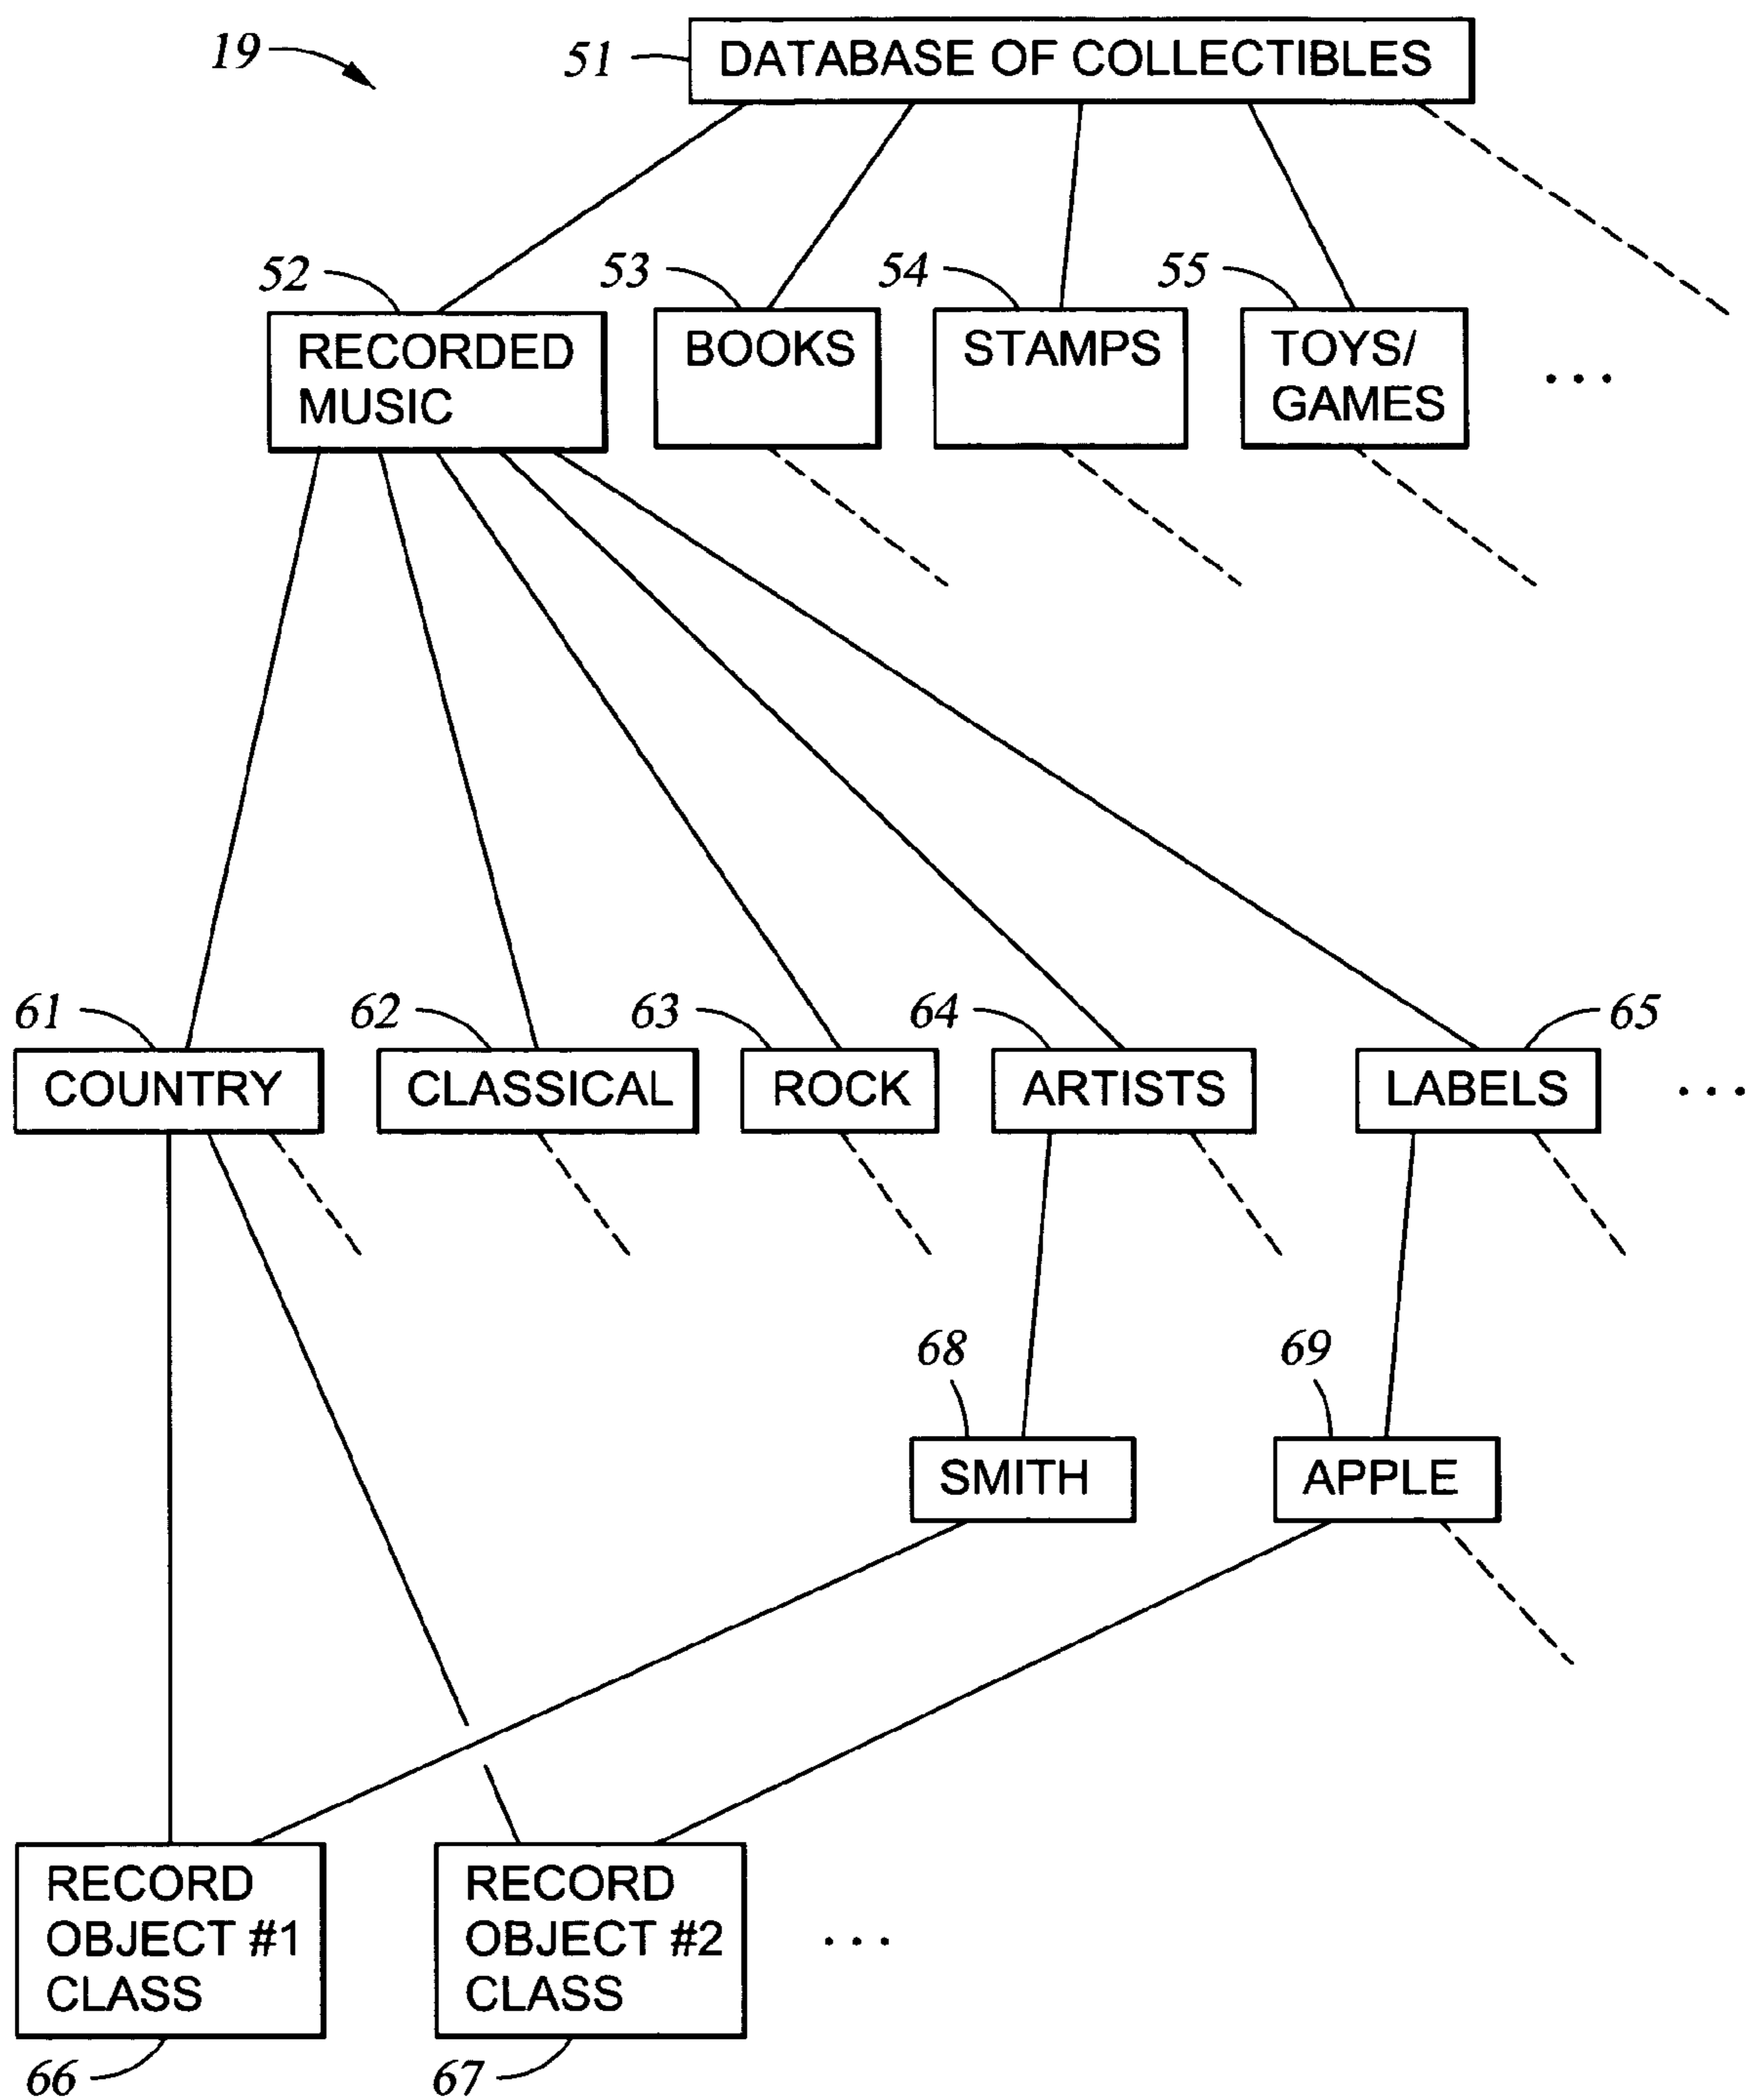 19
51
DATABASE OF COLLECTIBLES
52
53
54
55
RECORDED
MUSIC
BOOKS
STAMPS
TOYS/
GAMES
...
61
62
63
64
65
COUNTRY
CLASSICAL
ROCK
ARTISTS
LABELS
...
68
69
SMITH
APPLE
RECORD
OBJECT #1
CLASS
RECORD
OBJECT #2
CLASS
...
66
67